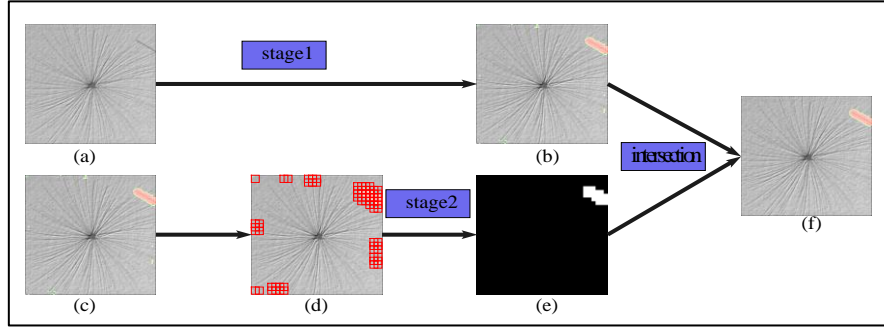 stage1
(a)
(b)
intersection
stage2
(f)
(c)
(d)
(e)